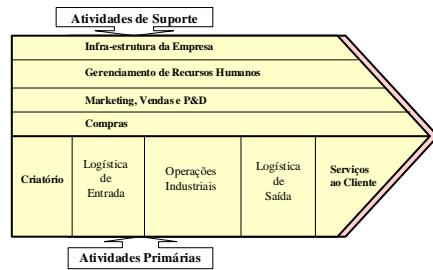 Atividades de Suporte
Infra-estrutura da Empresa
Gerenciamento de Recursos Humanos
Marketing, Vendas e P&D
Compras
Criatório
Logística
de
Entrada
Operações
Industriais
Logística
de
Saída
Serviços
ao Cliente
Atividades Primárias